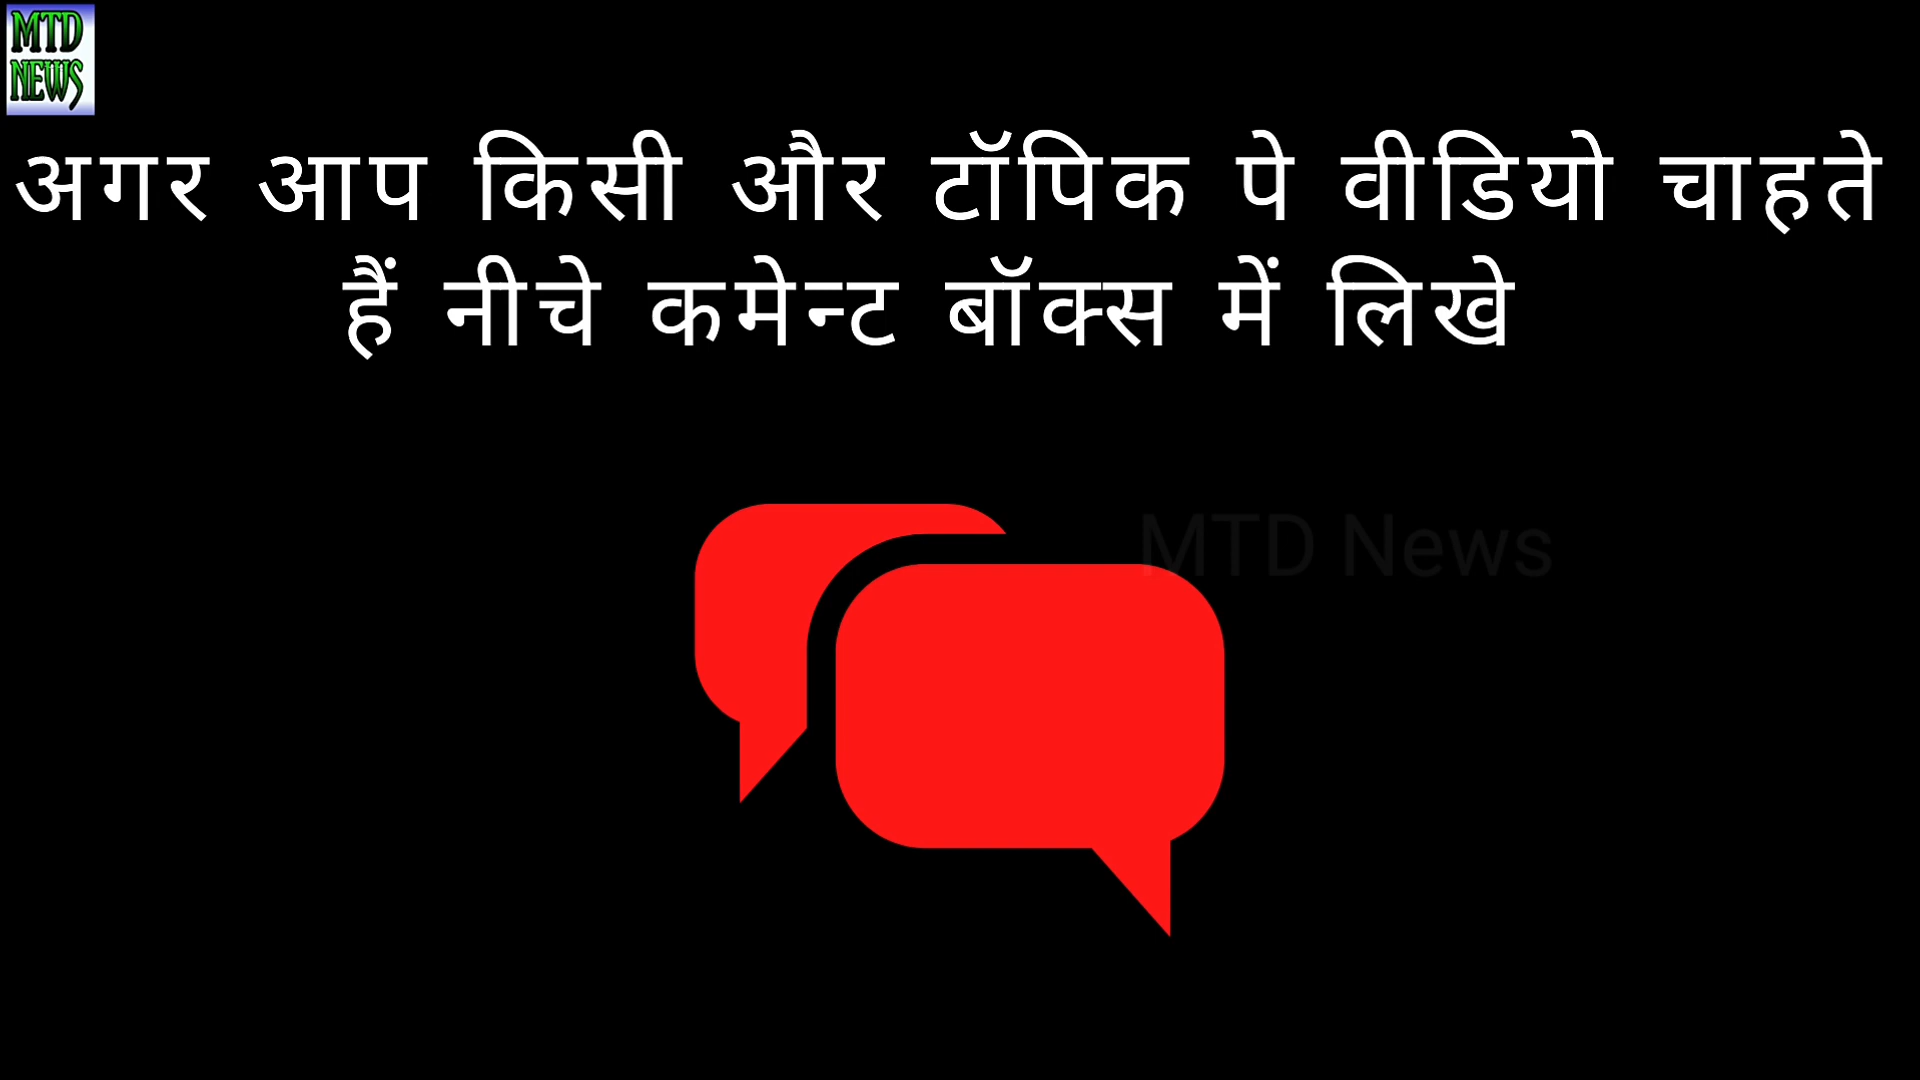 MTD
NEWS
अगर आप किसी और टॉपिक पे वीडियो चाहते
हैं नीचे कमेन्ट बॉक्स में लिखे
MTD News